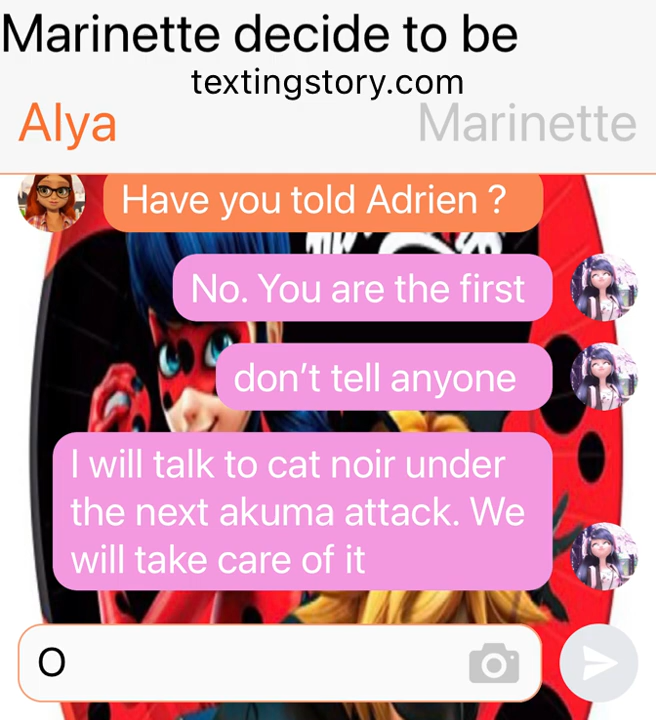 Marinette decide to be
textingstory.com
Alya
Marinette
Have you told Adrien ?
No. You are the first
don't tell anyone
I will talk to cat noir under
the next akuma attack. We
will take care of it
O